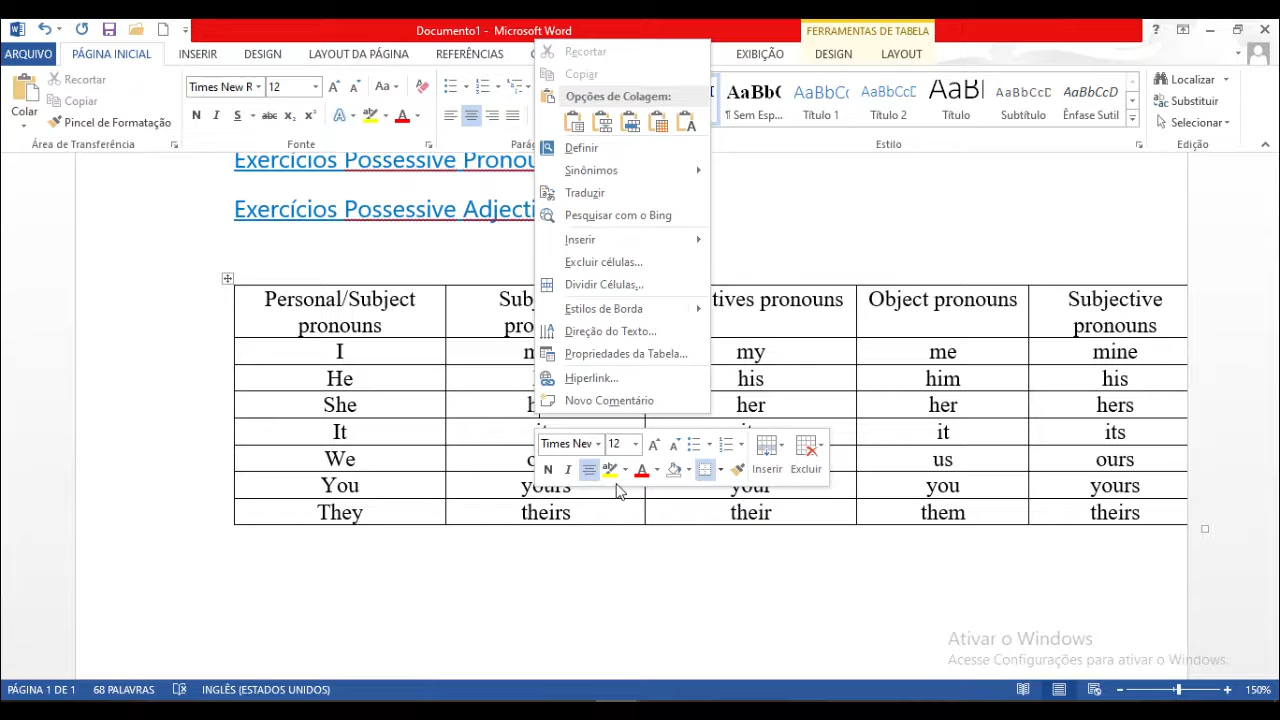 Documento1 - Microsoft Word
FERRAMENTAS DE TABELA
ARQUIVO
PÁGINA INICIAL
INSERIR
DESIGN
LAYOUT DA PÁGINA
REFERÊNCIAS
EXIBIÇÃO
DESIGN
LAYOUT
Colar
Recortar
Copiar
Pincel de Formatação
Área de Transferência
Times New R
12
Aa
N I S abc x₂ x²
Fonte
Pará
AaBbC
AaBbCc
AaBbCcD
AaBl
AaBbCcD
AaBbCcD
¶ Sem Esp...
Título 1
Título 2
Título
Subtítulo
Ênfase Sutil
Estilo
Localizar
Substituir
Selecionar
Edição
Recortar
Copiar
Opções de Colagem:
Definir
Sinônimos
Traduzir
Pesquisar com o Bing
Inserir
Excluir células...
Dividir Células...
Estilos de Borda
Direção do Texto...
Propriedades da Tabela...
Hiperlink...
Novo Comentário
Times Nev
12
N I
Inserir
Excluir
Exercícios Possessive Pronou
Exercícios Possessive Adjecti
Personal/Subject pronouns
tives pronouns
Object pronouns
Subjective pronouns
I my me mine
He his him his
She her her hers
It it its
We us ours
You yours your you yours
They theirs their them theirs
Ativar o Windows
Acesse Configurações para ativar o Windows.
PÁGINA 1 DE 1
68 PALAVRAS
INGLÊS (ESTADOS UNIDOS)
150%